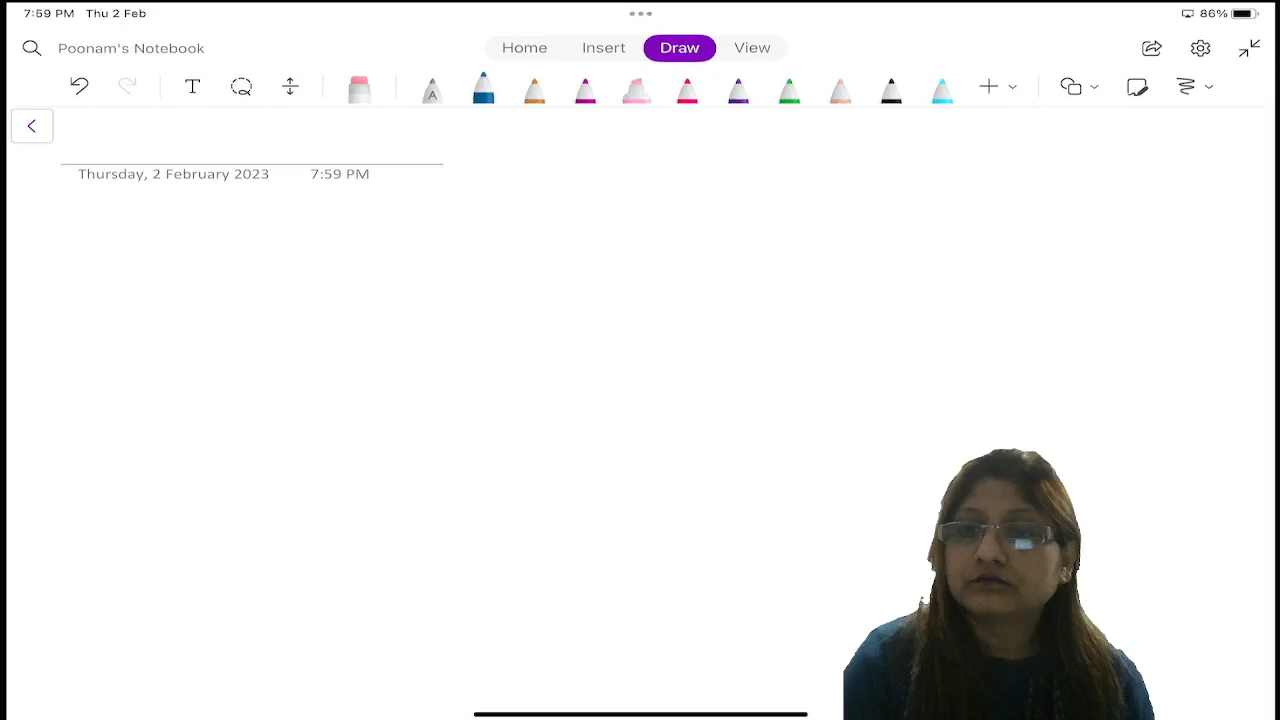 7:59 PM Thu 2 Feb
86%
Poonam's Notebook
Home Insert Draw View
T A
Thursday, 2 February 2023 7:59 PM